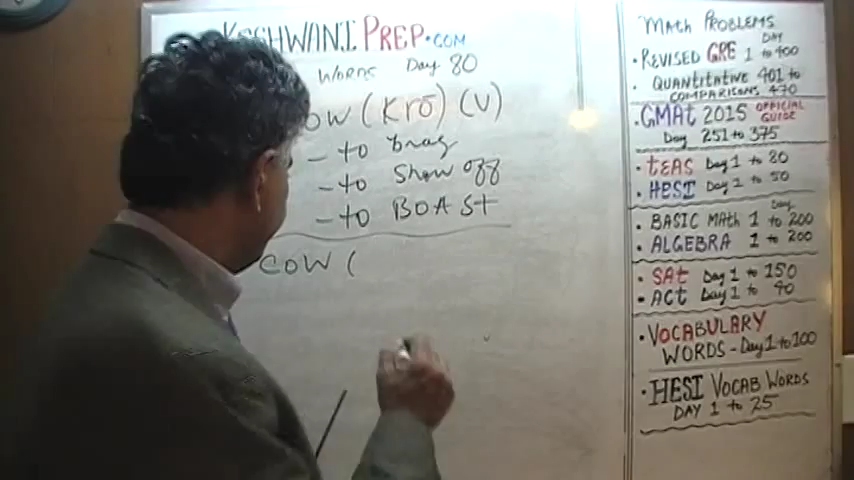 KESHWANI PREP.COM
Words Day 80
OW (KRŌ) (V)
- to brag
- to Show off
- to BOAST
COW (
MATH PROBLEMS
DAY
• REVISED GRE 1 to 400
• QUANTITATIVE 401 to
COMPARISONS 470
• GMAT 2015 OFFICIAL
GUIDE
Day 251 to 375
• TEAS Day 1 to 20
• HESI Day 1 to 50
Day
• BASIC MATH 1 to 200
• ALGEBRA 1 to 200
• SAT Day 1 to 150
• ACT Day 1 to 40
• VOCABULARY
WORDS - Day 1 to 100
• HESI VOCAB WORDS
DAY 1 to 25